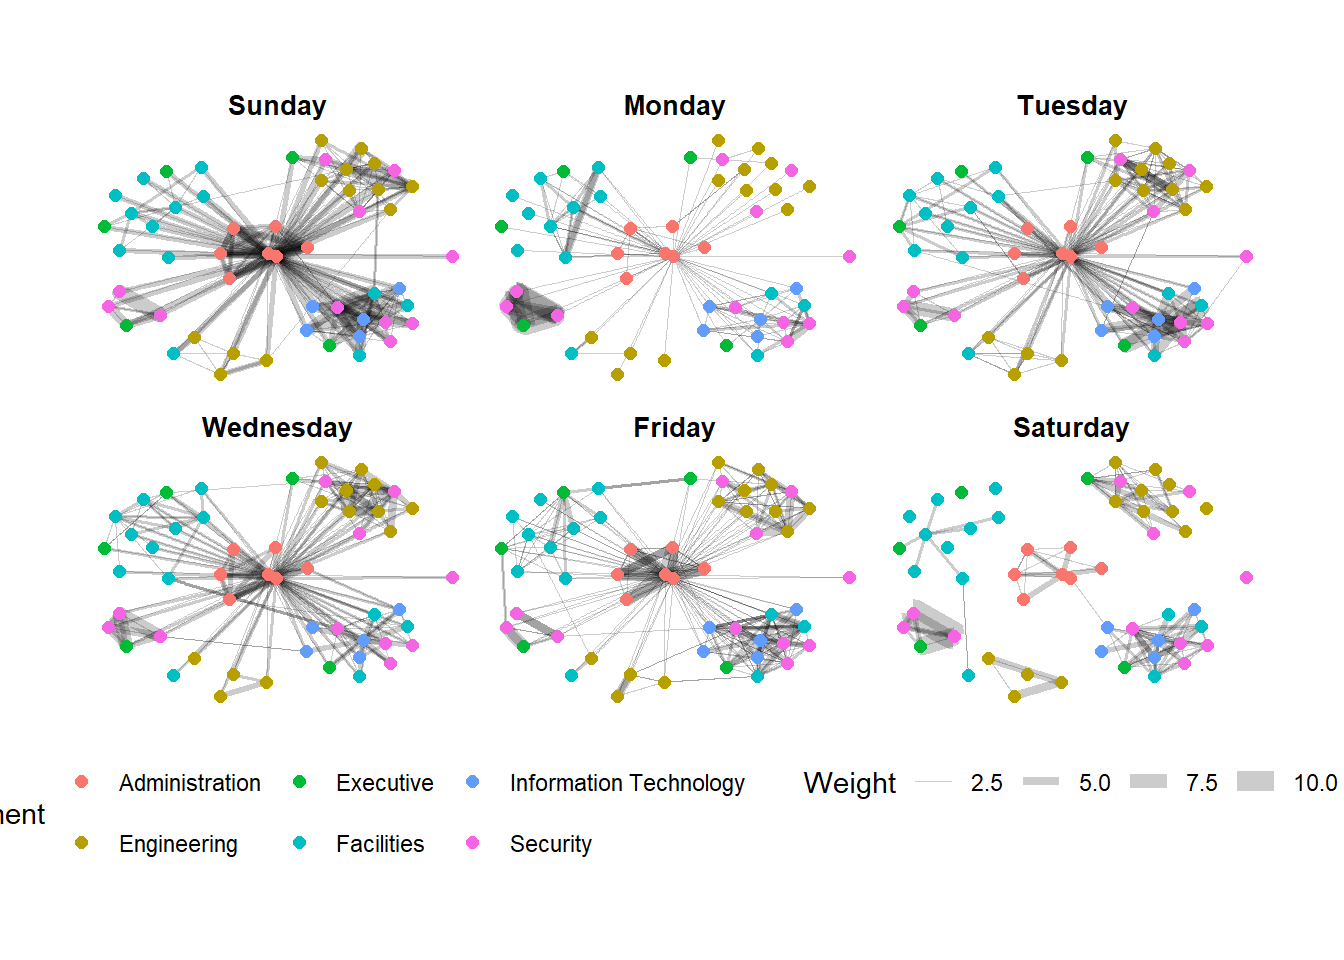 Sunday
Monday
Tuesday
Wednesday
Friday
Saturday
Administration
Executive
Information Technology
Engineering
Facilities
Security
Weight
2.5
5.0
7.5
10.0